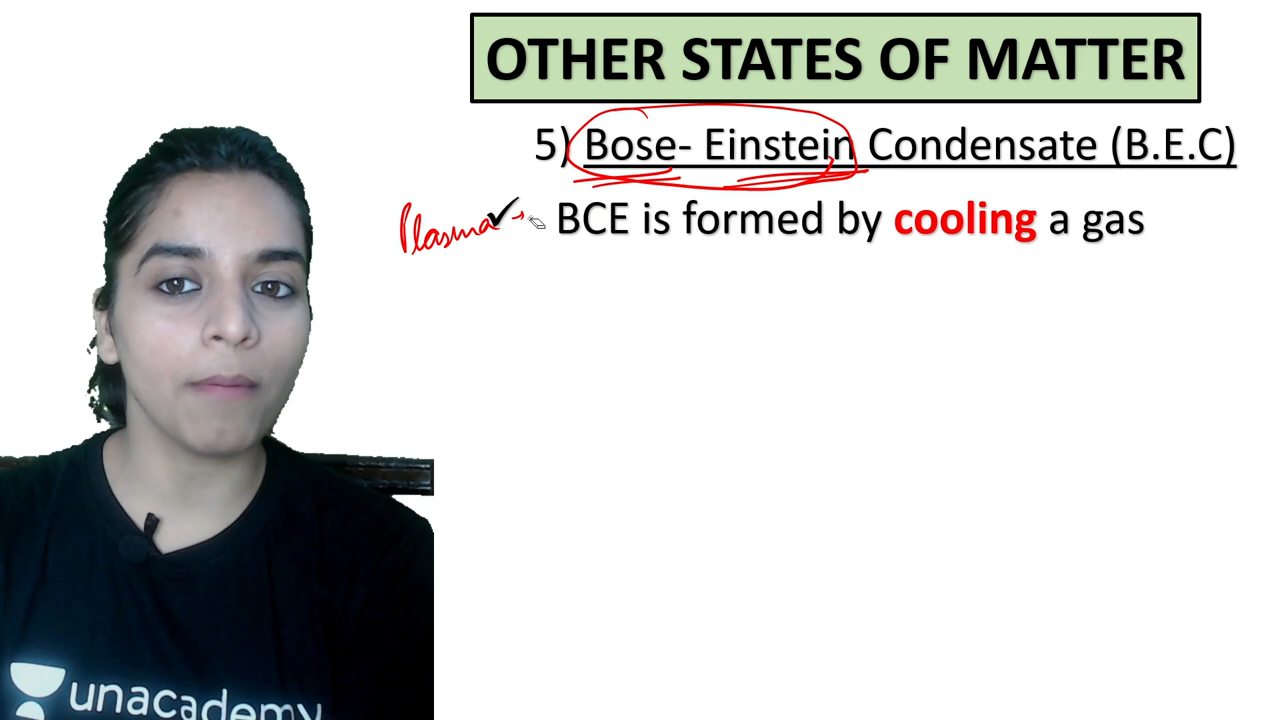 OTHER STATES OF MATTER
5) Bose- Einstein Condensate (B.E.C)
Plasma ✓ → BCE is formed by cooling a gas
unacademy